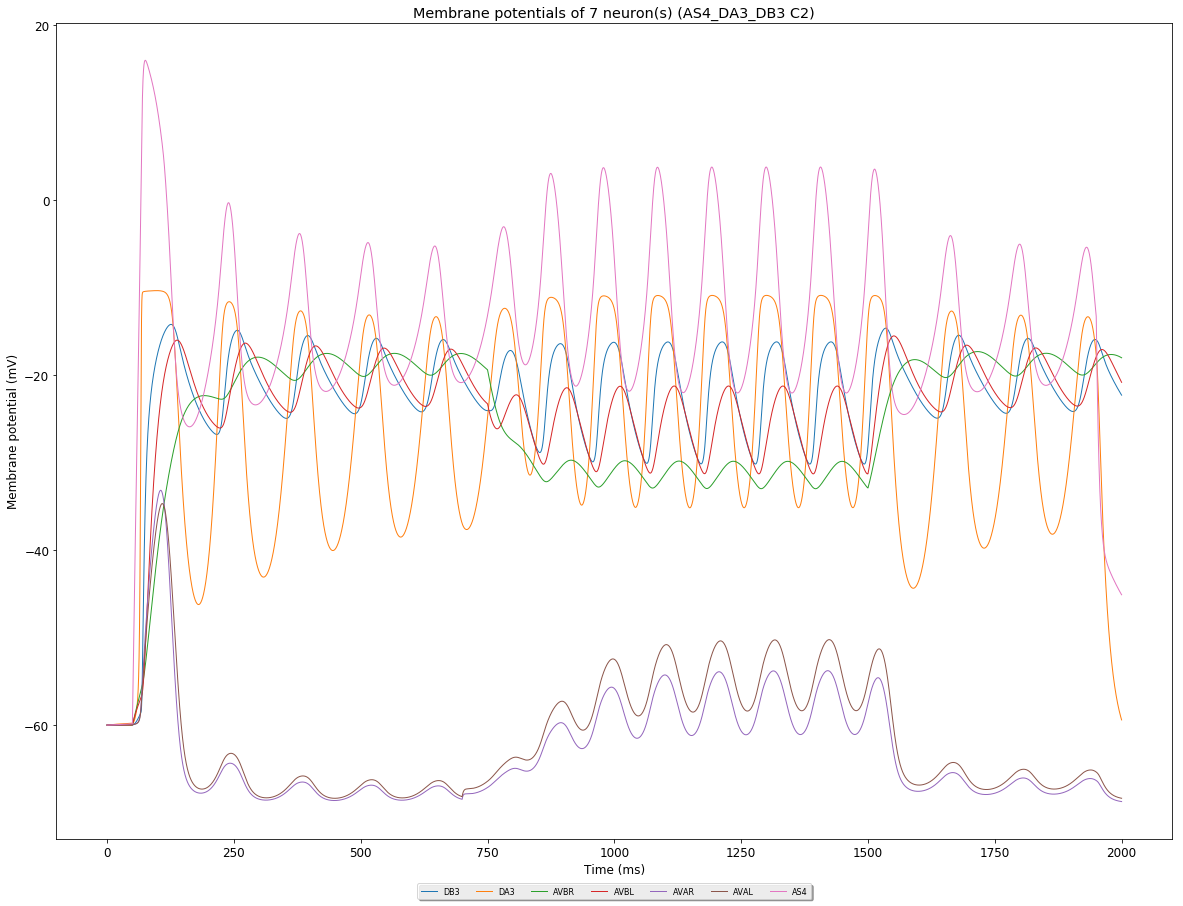 Membrane potentials of 7 neuron(s) (AS4_DA3_DB3 C2)
20
0
−20
−40
−60
Membrane potential (mV)
0 250 500 750 1000 1250 1500 1750 2000
Time (ms)
DB3 DA3 AVBR AVBL AVAR AVAL AS4